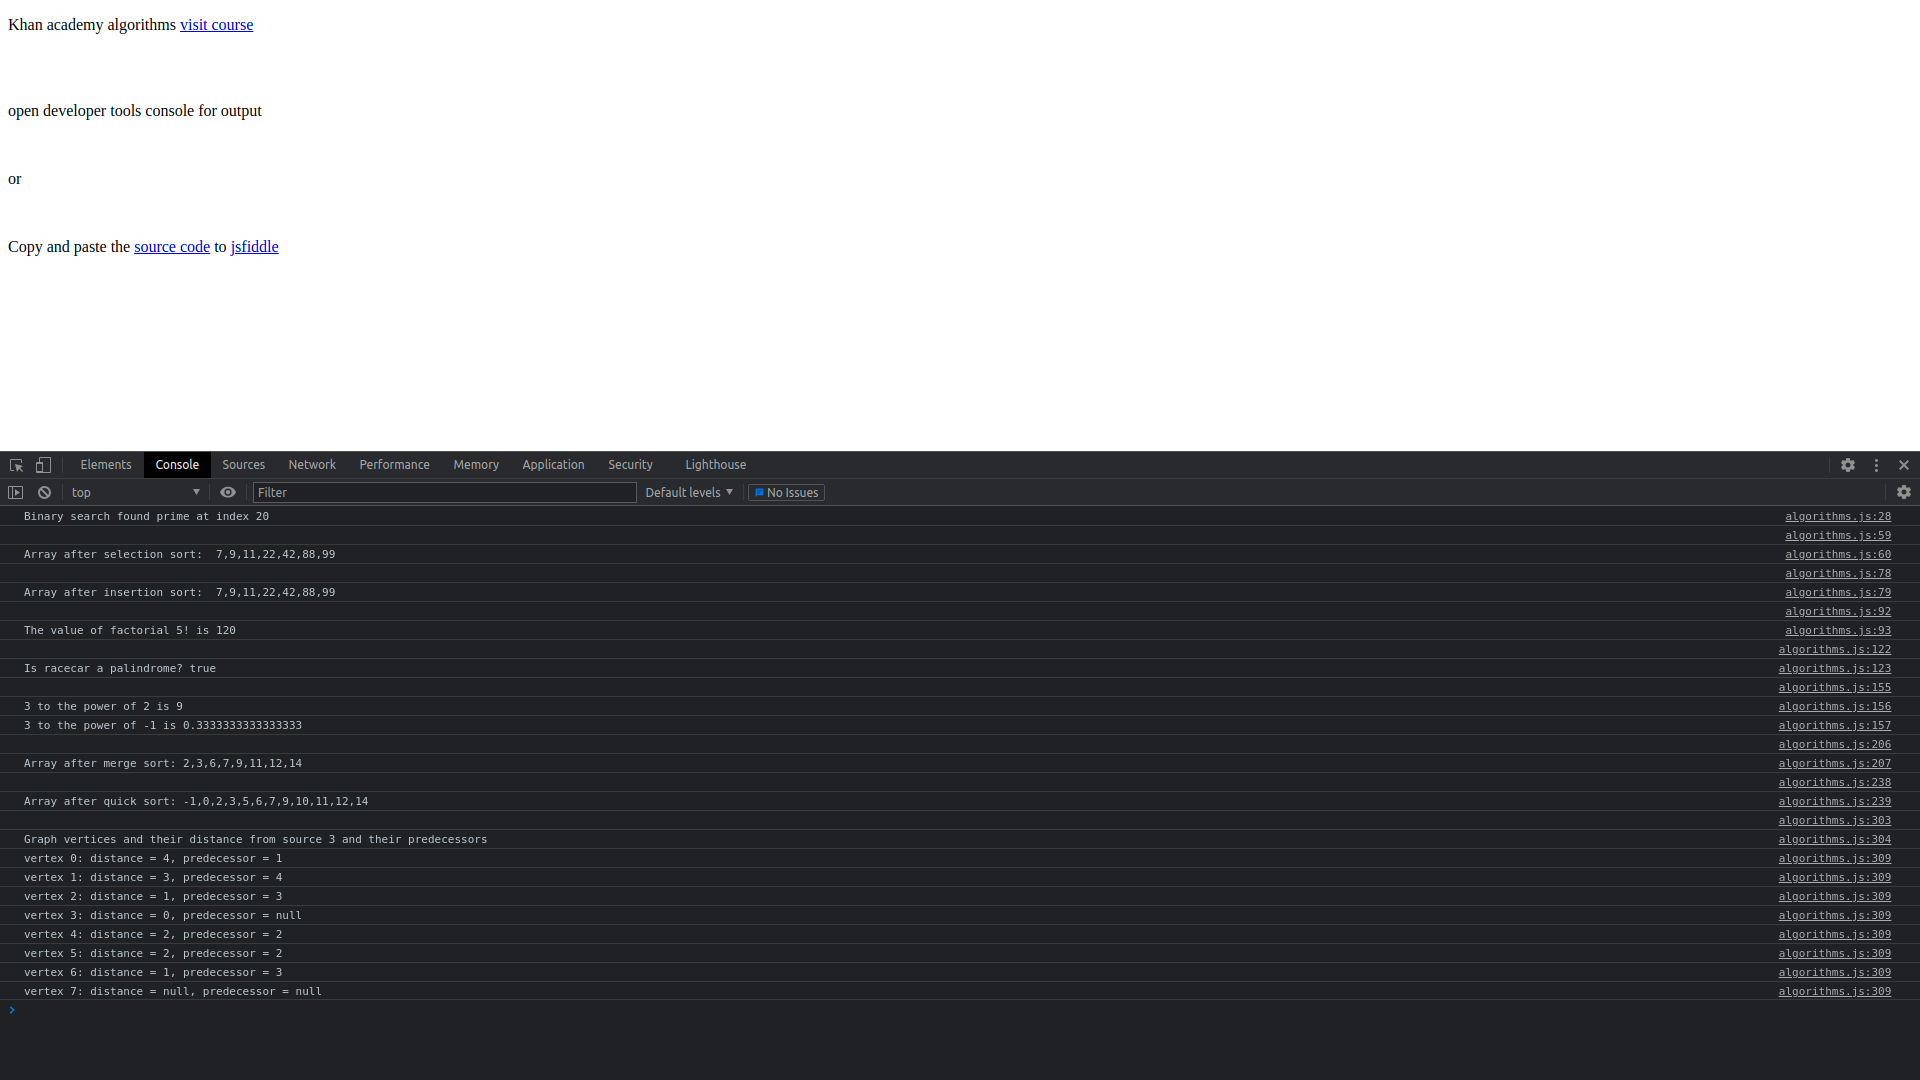 Khan academy algorithms visit course
open developer tools console for output
or
Copy and paste the source code to jsfiddle
Elements Console Sources Network Performance Memory Application Security Lighthouse
top Filter Default levels No Issues
Binary search found prime at index 20 algorithms.js:28
algorithms.js:59
Array after selection sort:  7,9,11,22,42,88,99 algorithms.js:60
algorithms.js:78
Array after insertion sort:  7,9,11,22,42,88,99 algorithms.js:79
algorithms.js:92
The value of factorial 5! is 120 algorithms.js:93
algorithms.js:122
Is racecar a palindrome? true algorithms.js:123
algorithms.js:155
3 to the power of 2 is 9 algorithms.js:156
3 to the power of -1 is 0.3333333333333333 algorithms.js:157
algorithms.js:206
Array after merge sort: 2,3,6,7,9,11,12,14 algorithms.js:207
algorithms.js:238
Array after quick sort: -1,0,2,3,5,6,7,9,10,11,12,14 algorithms.js:239
algorithms.js:303
Graph vertices and their distance from source 3 and their predecessors algorithms.js:304
vertex 0: distance = 4, predecessor = 1 algorithms.js:309
vertex 1: distance = 3, predecessor = 4 algorithms.js:309
vertex 2: distance = 1, predecessor = 3 algorithms.js:309
vertex 3: distance = 0, predecessor = null algorithms.js:309
vertex 4: distance = 2, predecessor = 2 algorithms.js:309
vertex 5: distance = 2, predecessor = 2 algorithms.js:309
vertex 6: distance = 1, predecessor = 3 algorithms.js:309
vertex 7: distance = null, predecessor = null algorithms.js:309